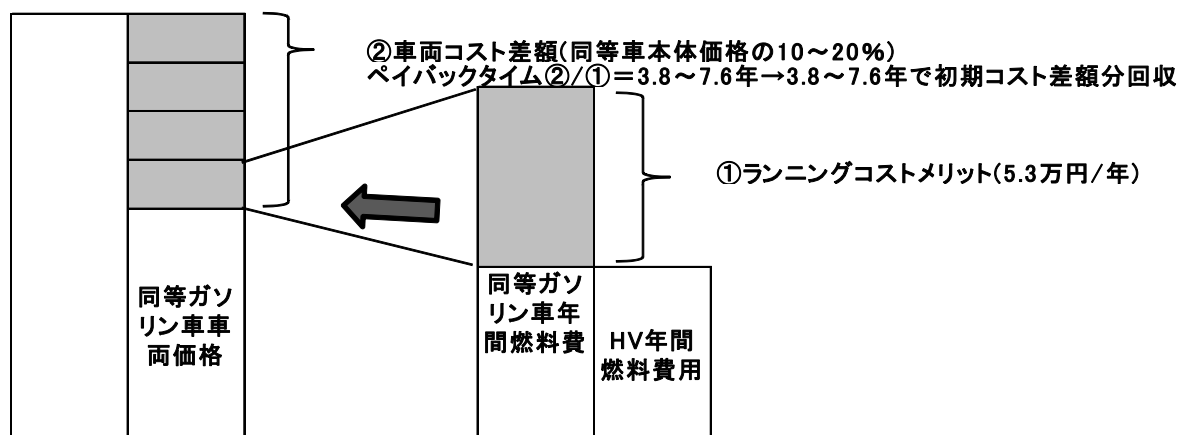 ②車両コスト差額(同等車本体価格の10～20%)
ペイバックタイム②/①＝3.8～7.6年→3.8～7.6年で初期コスト差額分回収
①ランニングコストメリット(5.3万円/年)
同等ガソ
リン車車
両価格
同等ガソ
リン車年
間燃料費
HV年間
燃料費用